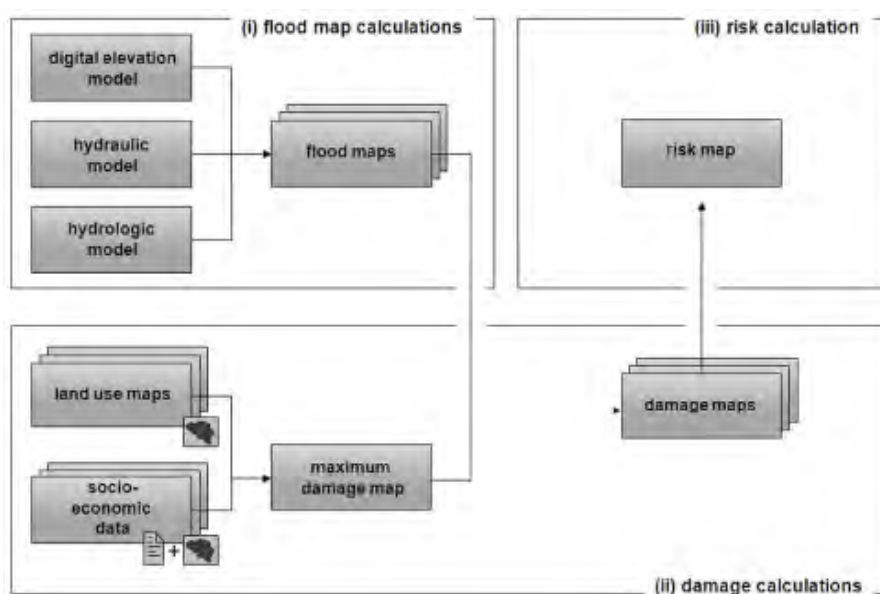 (i) flood map calculations
digital elevation
model
hydraulic
model
hydrologic
model
flood maps
(iii) risk calculation
risk map
land use maps
socio-
economic
data
+
maximum
damage map
damage maps
(ii) damage calculations